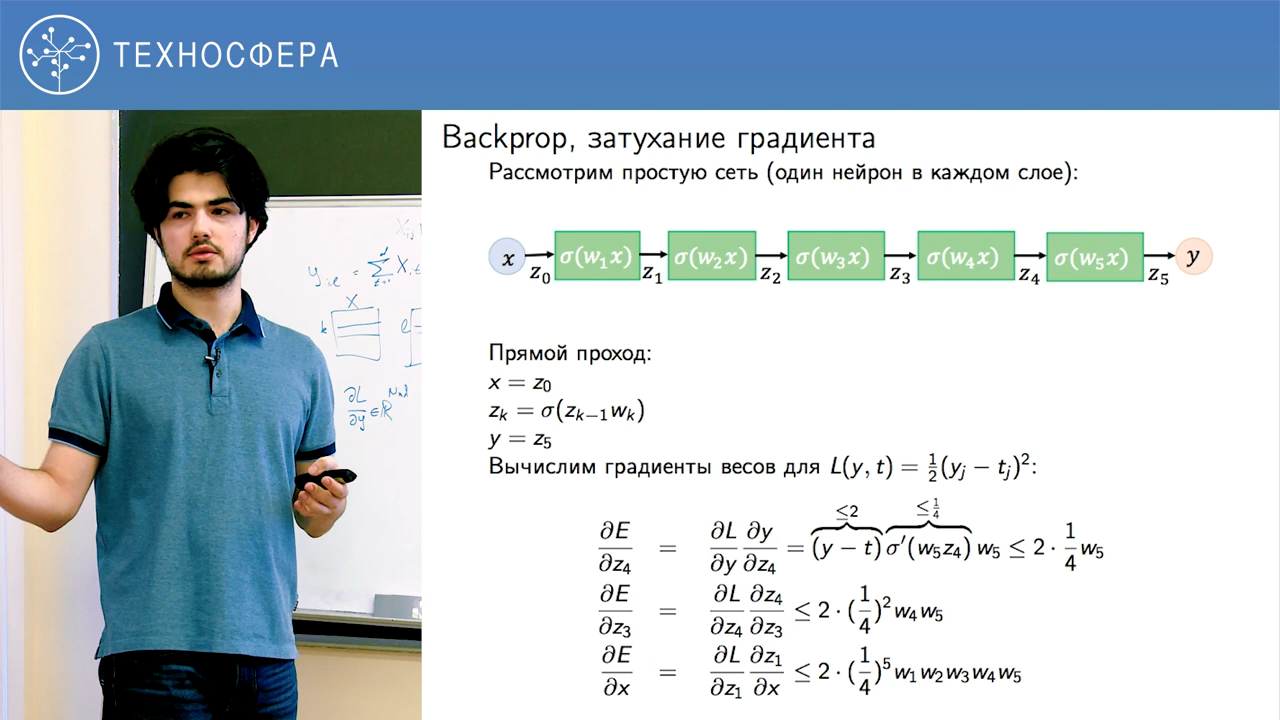 ТЕХНОСФЕРА
Backprop, затухание градиента
Рассмотрим простую сеть (один нейрон в каждом слое):
x z₀ σ(w₁x) z₁ σ(w₂x) z₂ σ(w₃x) z₃ σ(w₄x) z₄ σ(w₅x) z₅ y
Прямой проход:
x = z₀
zₖ = σ(zₖ₋₁wₖ)
y = z₅
Вычислим градиенты весов для L(y, t) = ½(yⱼ − tⱼ)²:
∂E/∂z₄ = ∂L/∂y ∂y/∂z₄ = (y − t) [≤2] σ′(w₅z₄) [≤¼] w₅ ≤ 2 · ¼ w₅
∂E/∂z₃ = ∂L/∂z₄ ∂z₄/∂z₃ ≤ 2 · (¼)² w₄w₅
∂E/∂x = ∂L/∂z₁ ∂z₁/∂x ≤ 2 · (¼)⁵ w₁w₂w₃w₄w₅
X
k
∂L/∂y ∈ ℝ